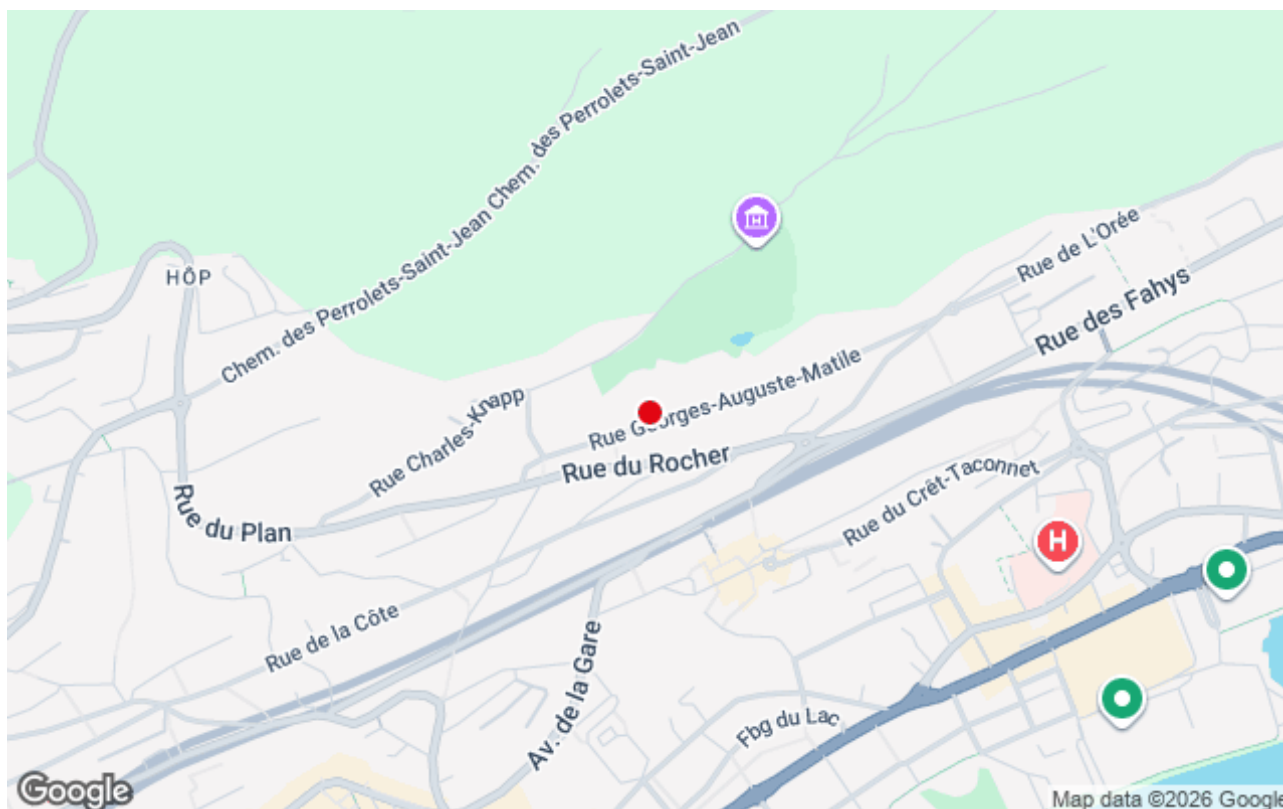 Chem. des Perrolets-Saint-Jean
Chem. des Perrolets-Saint-Jean
HÔP
Rue de L'Orée
Rue des Fahys
Rue Charles-Knapp
Rue Georges-Auguste-Matile
Rue du Rocher
Rue du Plan
Rue du Crêt-Taconnet
H
Rue de la Côte
Av. de la Gare
Fbg du Lac
Google
Map data ©2026 Google